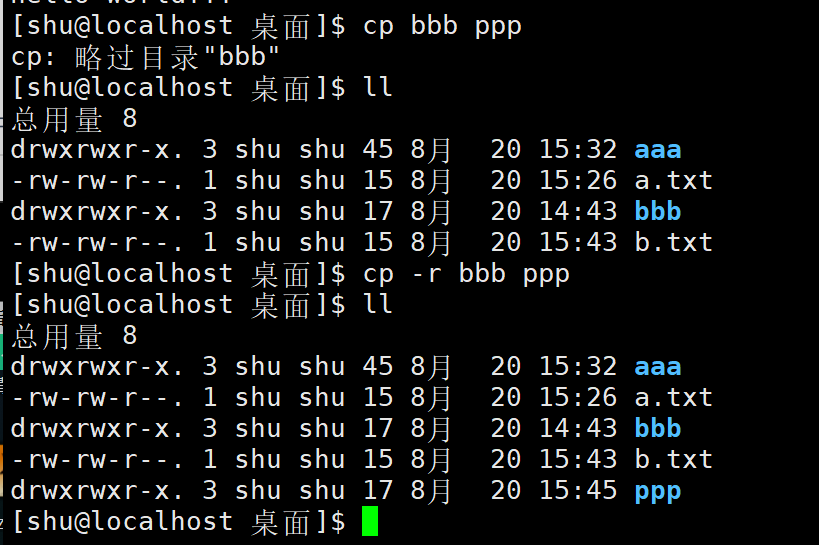 [shu@localhost 桌面]$ cp bbb ppp
cp: 略过目录"bbb"
[shu@localhost 桌面]$ ll
总用量 8
drwxrwxr-x. 3 shu shu 45 8月  20 15:32 aaa
-rw-rw-r--. 1 shu shu 15 8月  20 15:26 a.txt
drwxrwxr-x. 3 shu shu 17 8月  20 14:43 bbb
-rw-rw-r--. 1 shu shu 15 8月  20 15:43 b.txt
[shu@localhost 桌面]$ cp -r bbb ppp
[shu@localhost 桌面]$ ll
总用量 8
drwxrwxr-x. 3 shu shu 45 8月  20 15:32 aaa
-rw-rw-r--. 1 shu shu 15 8月  20 15:26 a.txt
drwxrwxr-x. 3 shu shu 17 8月  20 14:43 bbb
-rw-rw-r--. 1 shu shu 15 8月  20 15:43 b.txt
drwxrwxr-x. 3 shu shu 17 8月  20 15:45 ppp
[shu@localhost 桌面]$